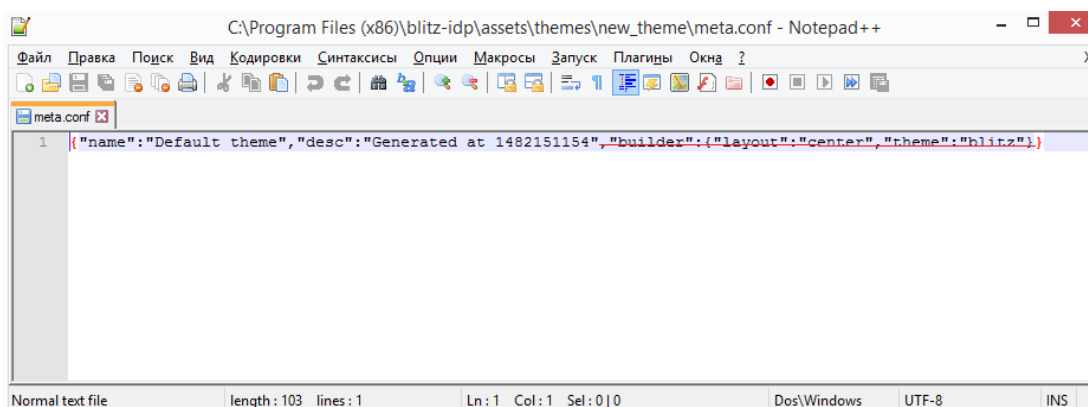 C:\Program Files (x86)\blitz-idp\assets\themes\new_theme\meta.conf - Notepad++
Файл Правка Поиск Вид Кодировки Синтаксисы Опции Макросы Запуск Плагины Окна ?
meta.conf
1 {"name":"Default theme","desc":"Generated at 1482151154","builder":{"layout":"center","theme":"blitz"}}
Normal text file length : 103 lines : 1 Ln : 1 Col : 1 Sel : 0 | 0 Dos\Windows UTF-8 INS